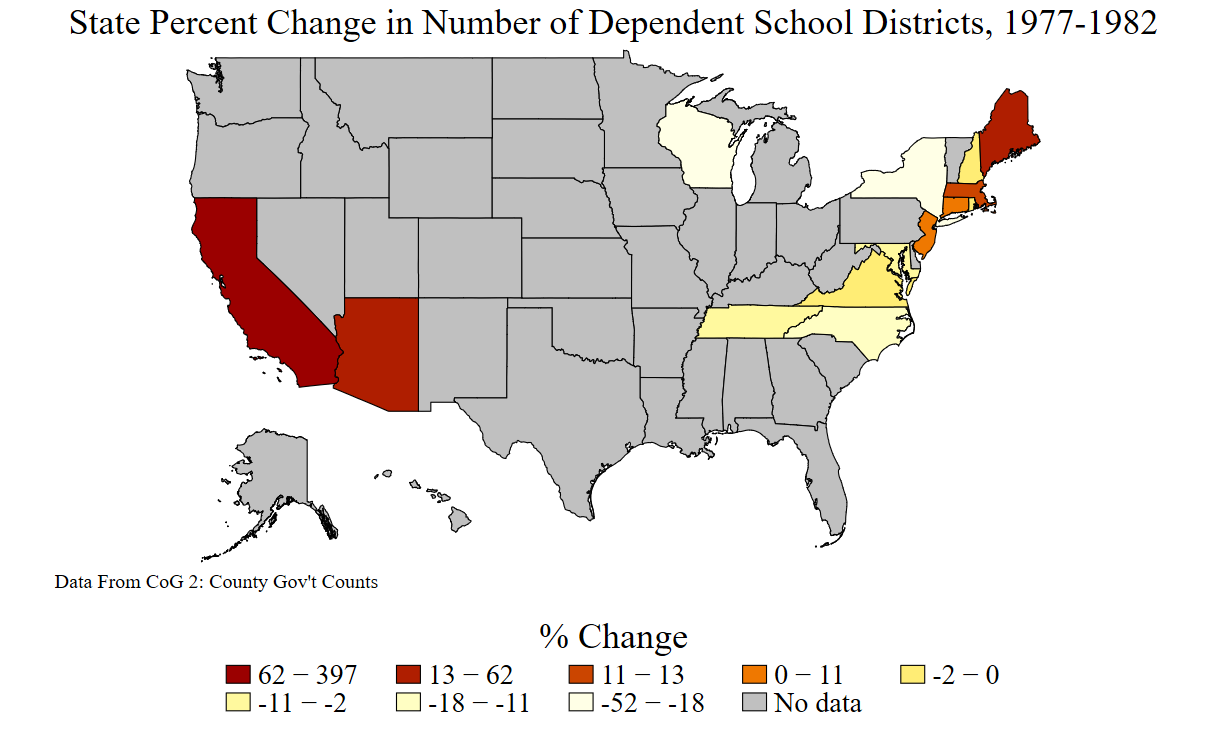 State Percent Change in Number of Dependent School Districts, 1977-1982
Data From CoG 2: County Gov't Counts
% Change
62 − 397 13 − 62 11 − 13 0 − 11 -2 − 0
-11 − -2 -18 − -11 -52 − -18 No data